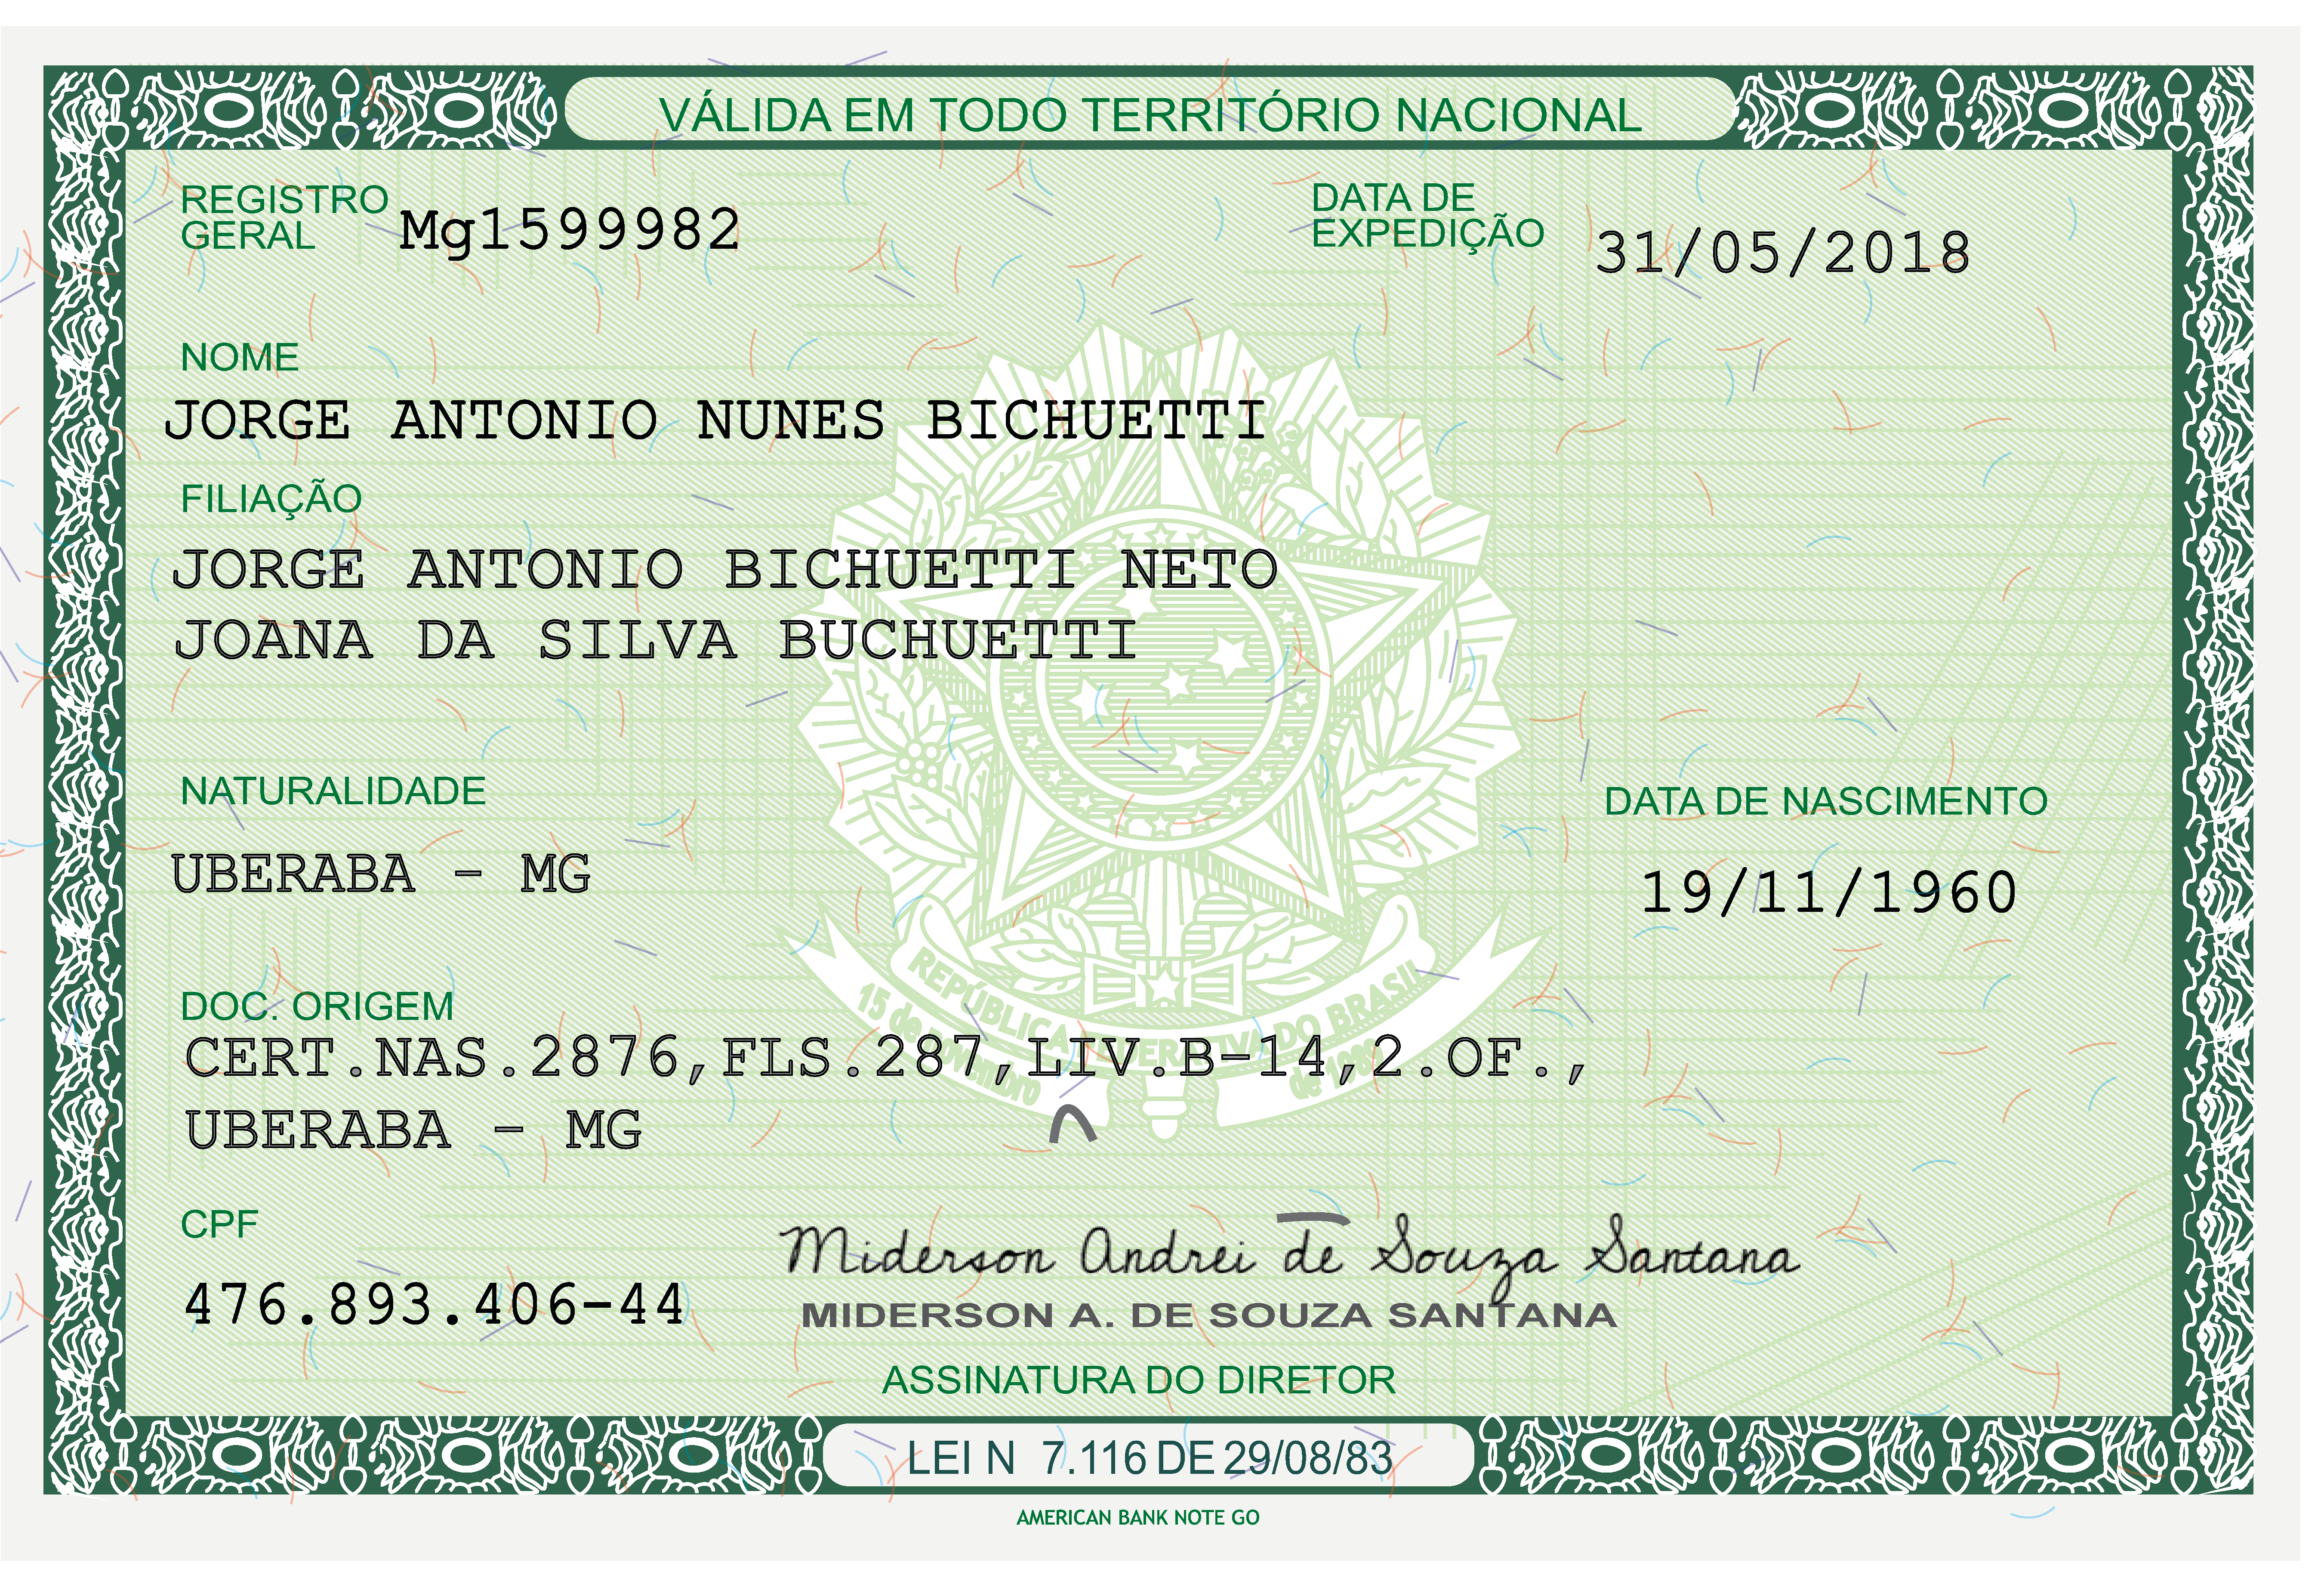 VÁLIDA EM TODO TERRITÓRIO NACIONAL
REGISTRO GERAL Mg1599982
DATA DE EXPEDIÇÃO 31/05/2018
NOME
JORGE ANTONIO NUNES BICHUETTI
FILIAÇÃO
JORGE ANTONIO BICHUETTI NETO
JOANA DA SILVA BUCHUETTI
NATURALIDADE
UBERABA - MG
DATA DE NASCIMENTO
19/11/1960
REPÚBLICA DO BRASIL
15 de
DOC. ORIGEM
CERT.NAS.2876,FLS.287,LIV.B-14,2.OF.,
UBERABA - MG
CPF
476.893.406-44
Miderson Andrei de Souza Santana
MIDERSON A. DE SOUZA SANTANA
ASSINATURA DO DIRETOR
LEI N 7.116 DE 29/08/83
AMERICAN BANK NOTE GO